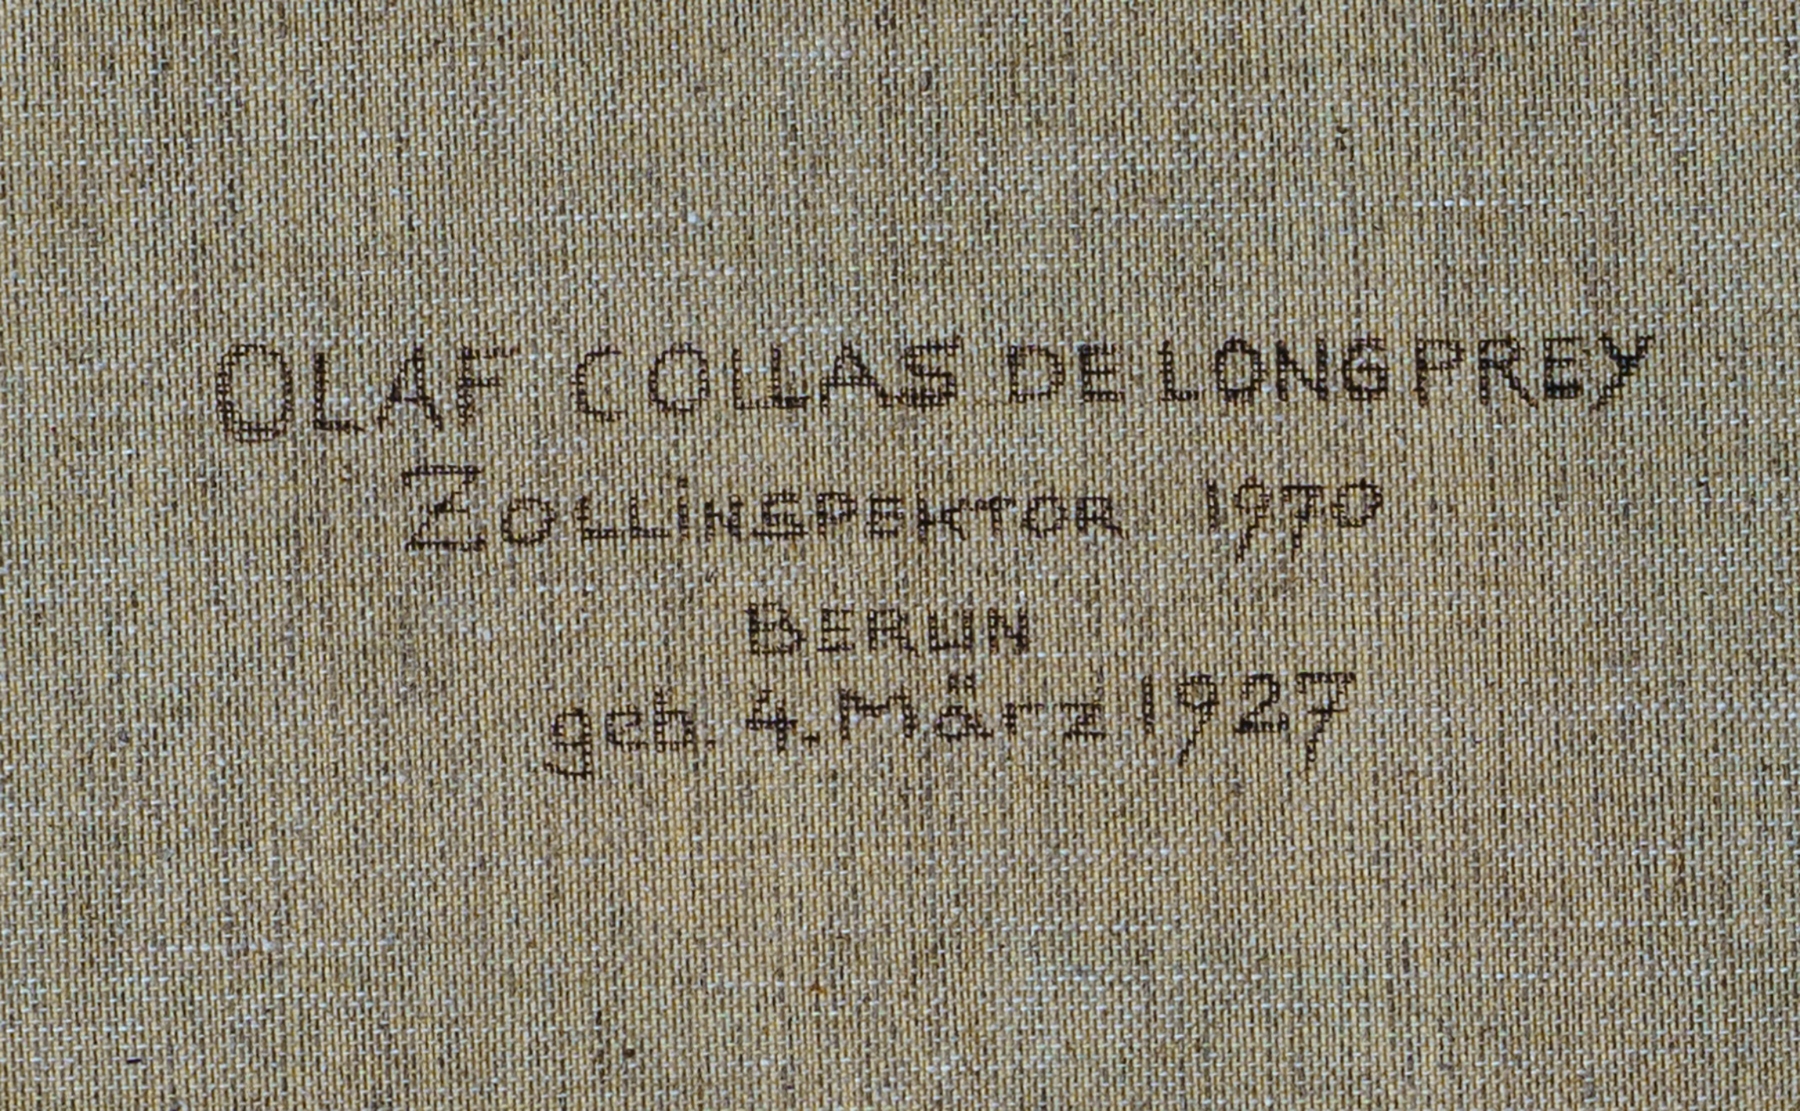 OLAF COLLAS DE LONGPREY
ZOLLINSPEKTOR 1970
BERLIN
geb. 4. März 1927